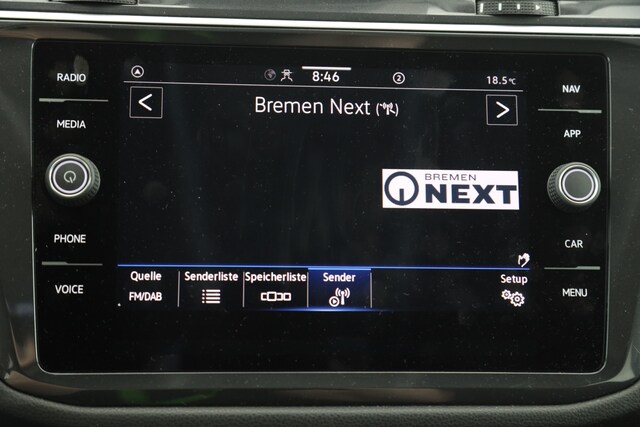 RADIO
MEDIA
PHONE
VOICE
8:46
2
18.5°C
Bremen Next
BREMEN
NEXT
Quelle
FM/DAB
Senderliste
Speicherliste
Sender
Setup
NAV
APP
CAR
MENU